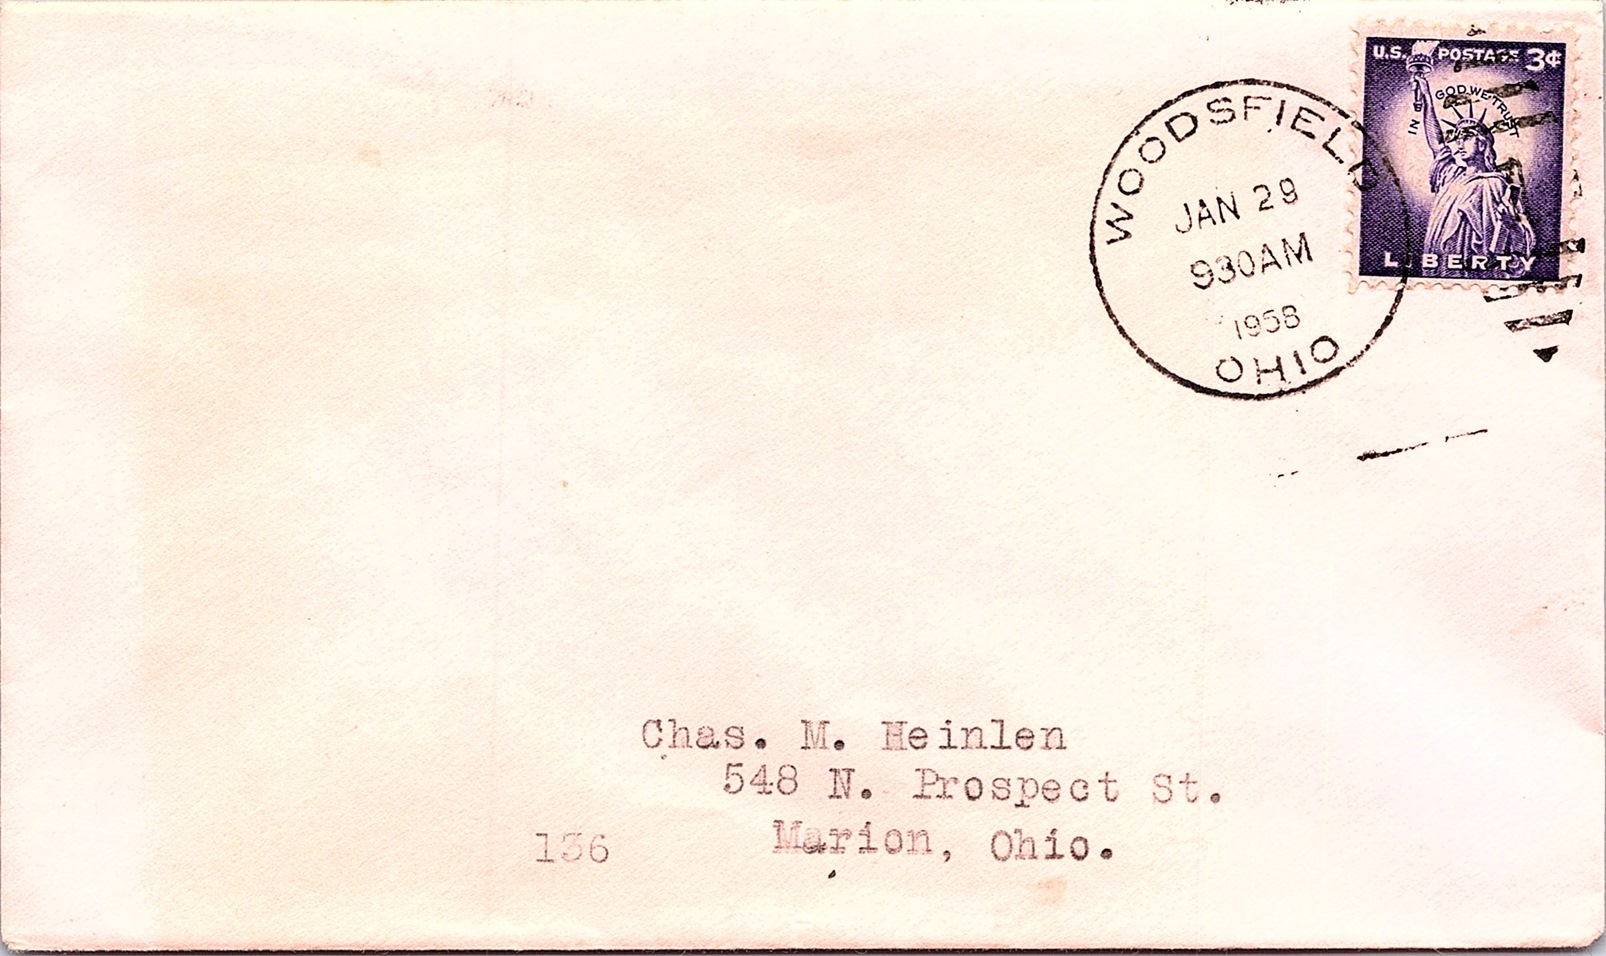 U.S. POSTAGE 3¢
IN GOD WE TRUST
LIBERTY
WOODSFIELD
JAN 29
930AM
1958
OHIO
Chas. M. Heinlen
548 N. Prospect St.
136 Marion, Ohio.